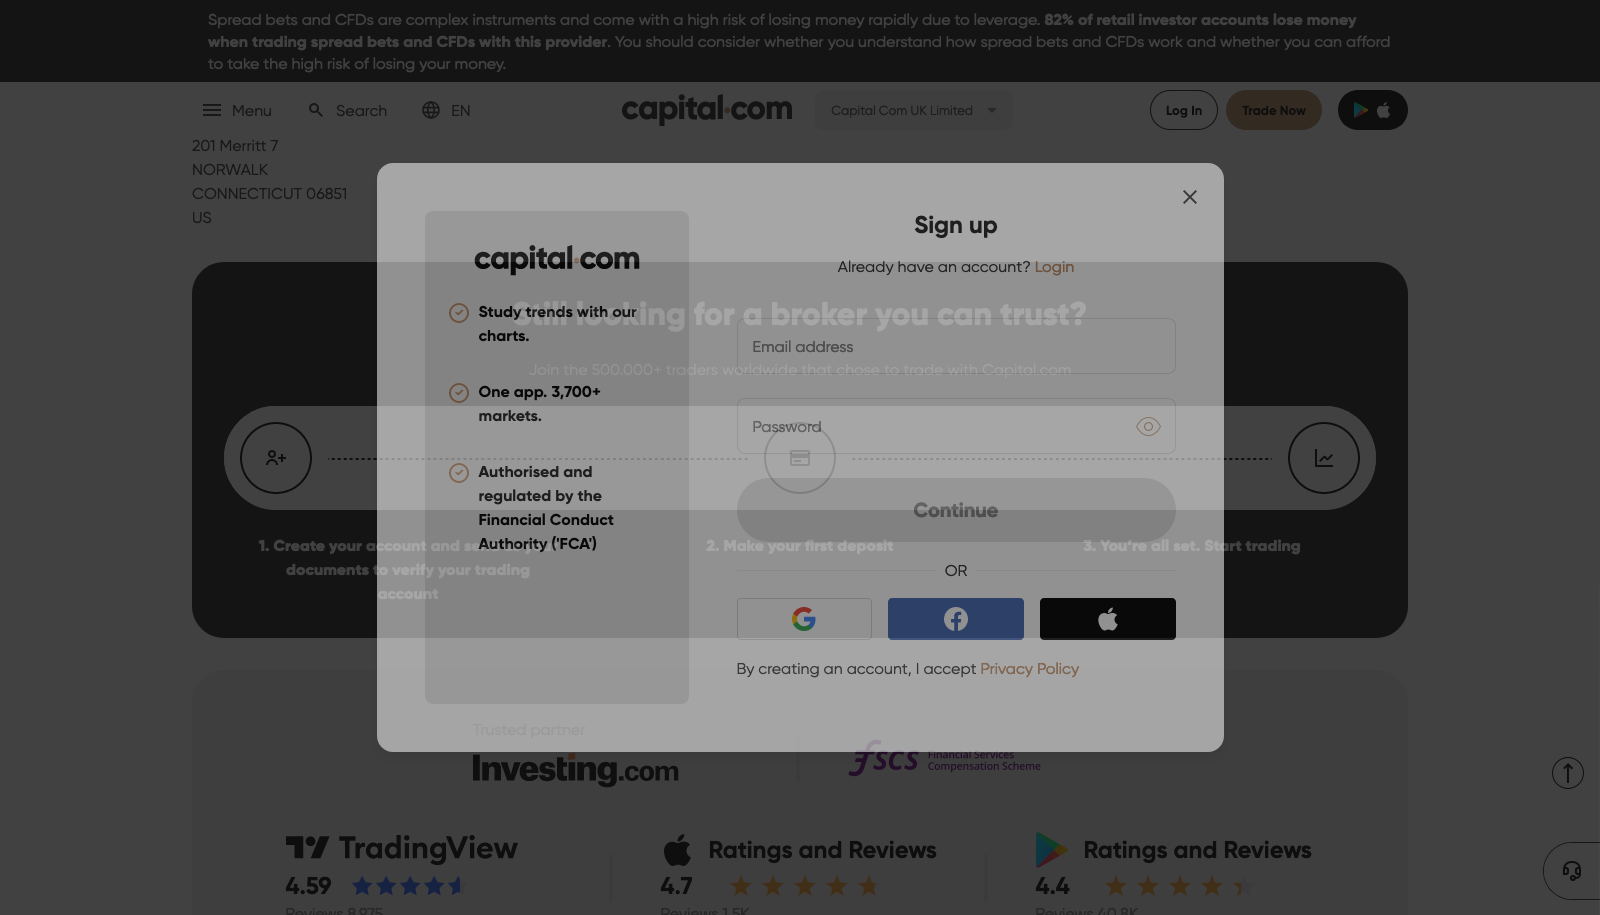 Spread bets and CFDs are complex instruments and come with a high risk of losing money rapidly due to leverage. 82% of retail investor accounts lose money
when trading spread bets and CFDs with this provider. You should consider whether you understand how spread bets and CFDs work and whether you can afford
to take the high risk of losing your money.
Menu
Search
EN
capital.com
Capital Com UK Limited
Log In
Trade Now
201 Merritt 7
NORWALK
CONNECTICUT 06851
US
capital.com
Study trends with our
charts.
One app. 3,700+
markets.
Authorised and
regulated by the
Financial Conduct
Authority ('FCA')
Sign up
Already have an account? Login
Email address
Password
Continue
OR
By creating an account, I accept Privacy Policy
Still looking for a broker you can trust?
Join the 500.000+ traders worldwide that chose to trade with Capital.com
1. Create your account and se
documents to verify your trading
account
2. Make your first deposit
3. You're all set. Start trading
Trusted partner
Investing.com
fscs
Financial Services
Compensation Scheme
TradingView
4.59
Reviews 8,975
Ratings and Reviews
4.7
Reviews 1.5K
Ratings and Reviews
4.4
Reviews 40.8K